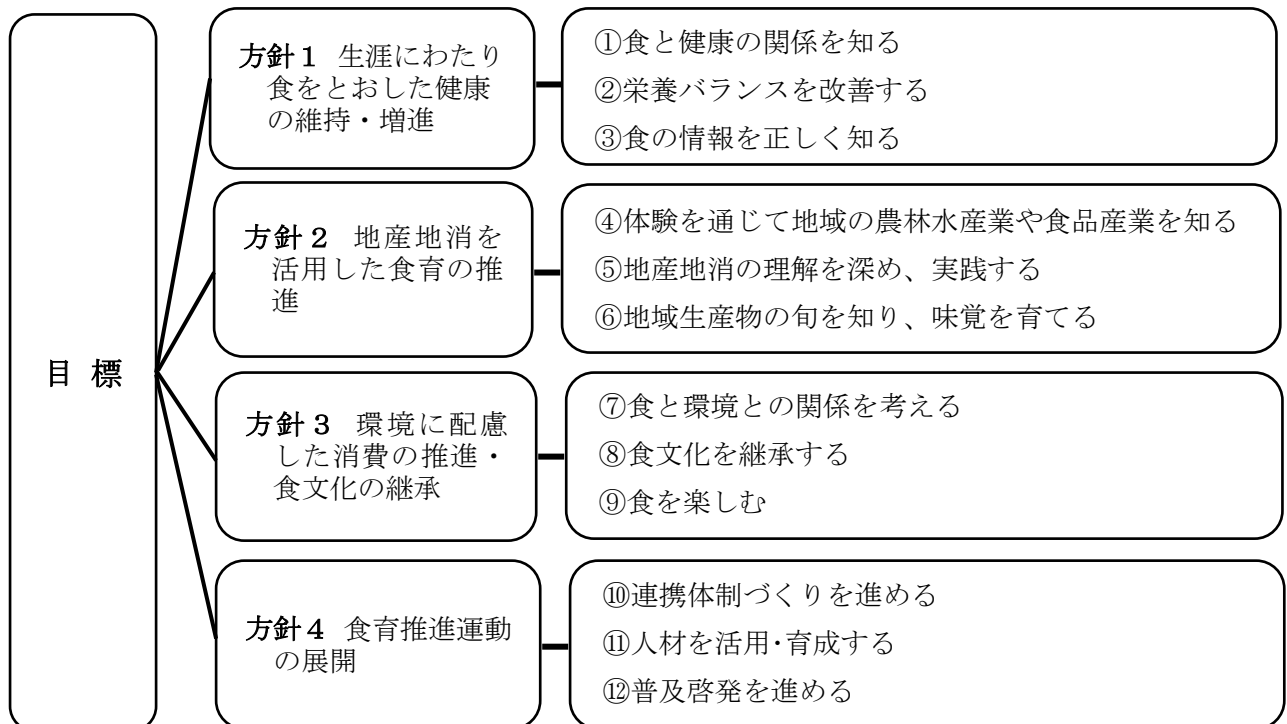 目 標
方針１ 生涯にわたり
食をとおした健康
の維持・増進
①食と健康の関係を知る
②栄養バランスを改善する
③食の情報を正しく知る
方針２ 地産地消を
活用した食育の推
進
④体験を通じて地域の農林水産業や食品産業を知る
⑤地産地消の理解を深め、実践する
⑥地域生産物の旬を知り、味覚を育てる
方針３ 環境に配慮
した消費の推進・
食文化の継承
⑦食と環境との関係を考える
⑧食文化を継承する
⑨食を楽しむ
方針４ 食育推進運動
の展開
⑩連携体制づくりを進める
⑪人材を活用・育成する
⑫普及啓発を進める